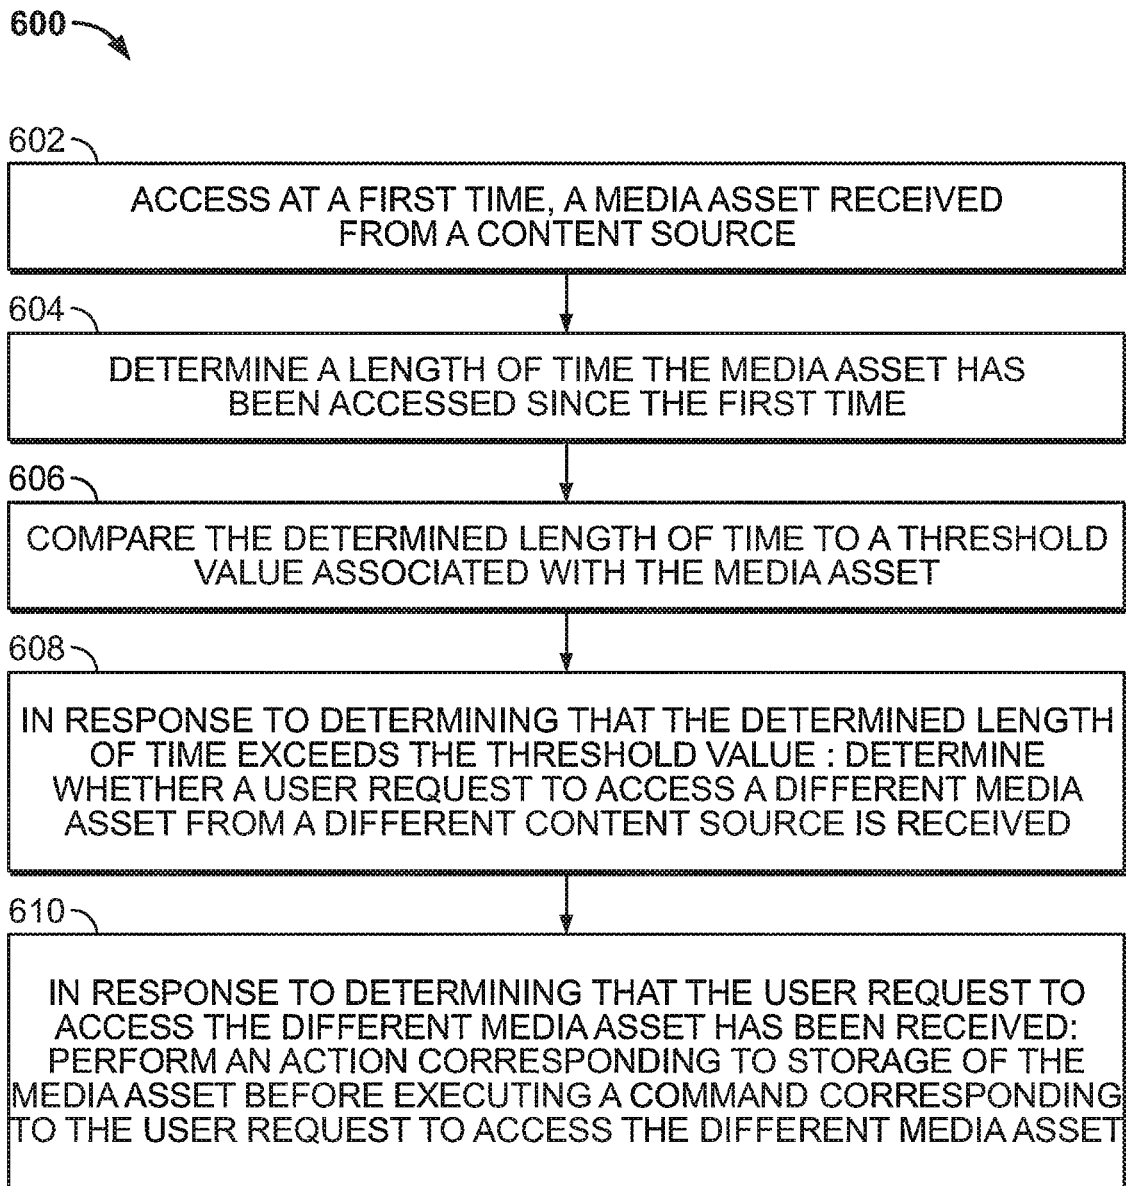 600
602
ACCESS AT A FIRST TIME, A MEDIA ASSET RECEIVED
FROM A CONTENT SOURCE
604
DETERMINE A LENGTH OF TIME THE MEDIA ASSET HAS
BEEN ACCESSED SINCE THE FIRST TIME
606
COMPARE THE DETERMINED LENGTH OF TIME TO A THRESHOLD
VALUE ASSOCIATED WITH THE MEDIA ASSET
608
IN RESPONSE TO DETERMINING THAT THE DETERMINED LENGTH
OF TIME EXCEEDS THE THRESHOLD VALUE : DETERMINE
WHETHER A USER REQUEST TO ACCESS A DIFFERENT MEDIA
ASSET FROM A DIFFERENT CONTENT SOURCE IS RECEIVED
610
IN RESPONSE TO DETERMINING THAT THE USER REQUEST TO
ACCESS THE DIFFERENT MEDIA ASSET HAS BEEN RECEIVED:
PERFORM AN ACTION CORRESPONDING TO STORAGE OF THE
MEDIA ASSET BEFORE EXECUTING A COMMAND CORRESPONDING
TO THE USER REQUEST TO ACCESS THE DIFFERENT MEDIA ASSET